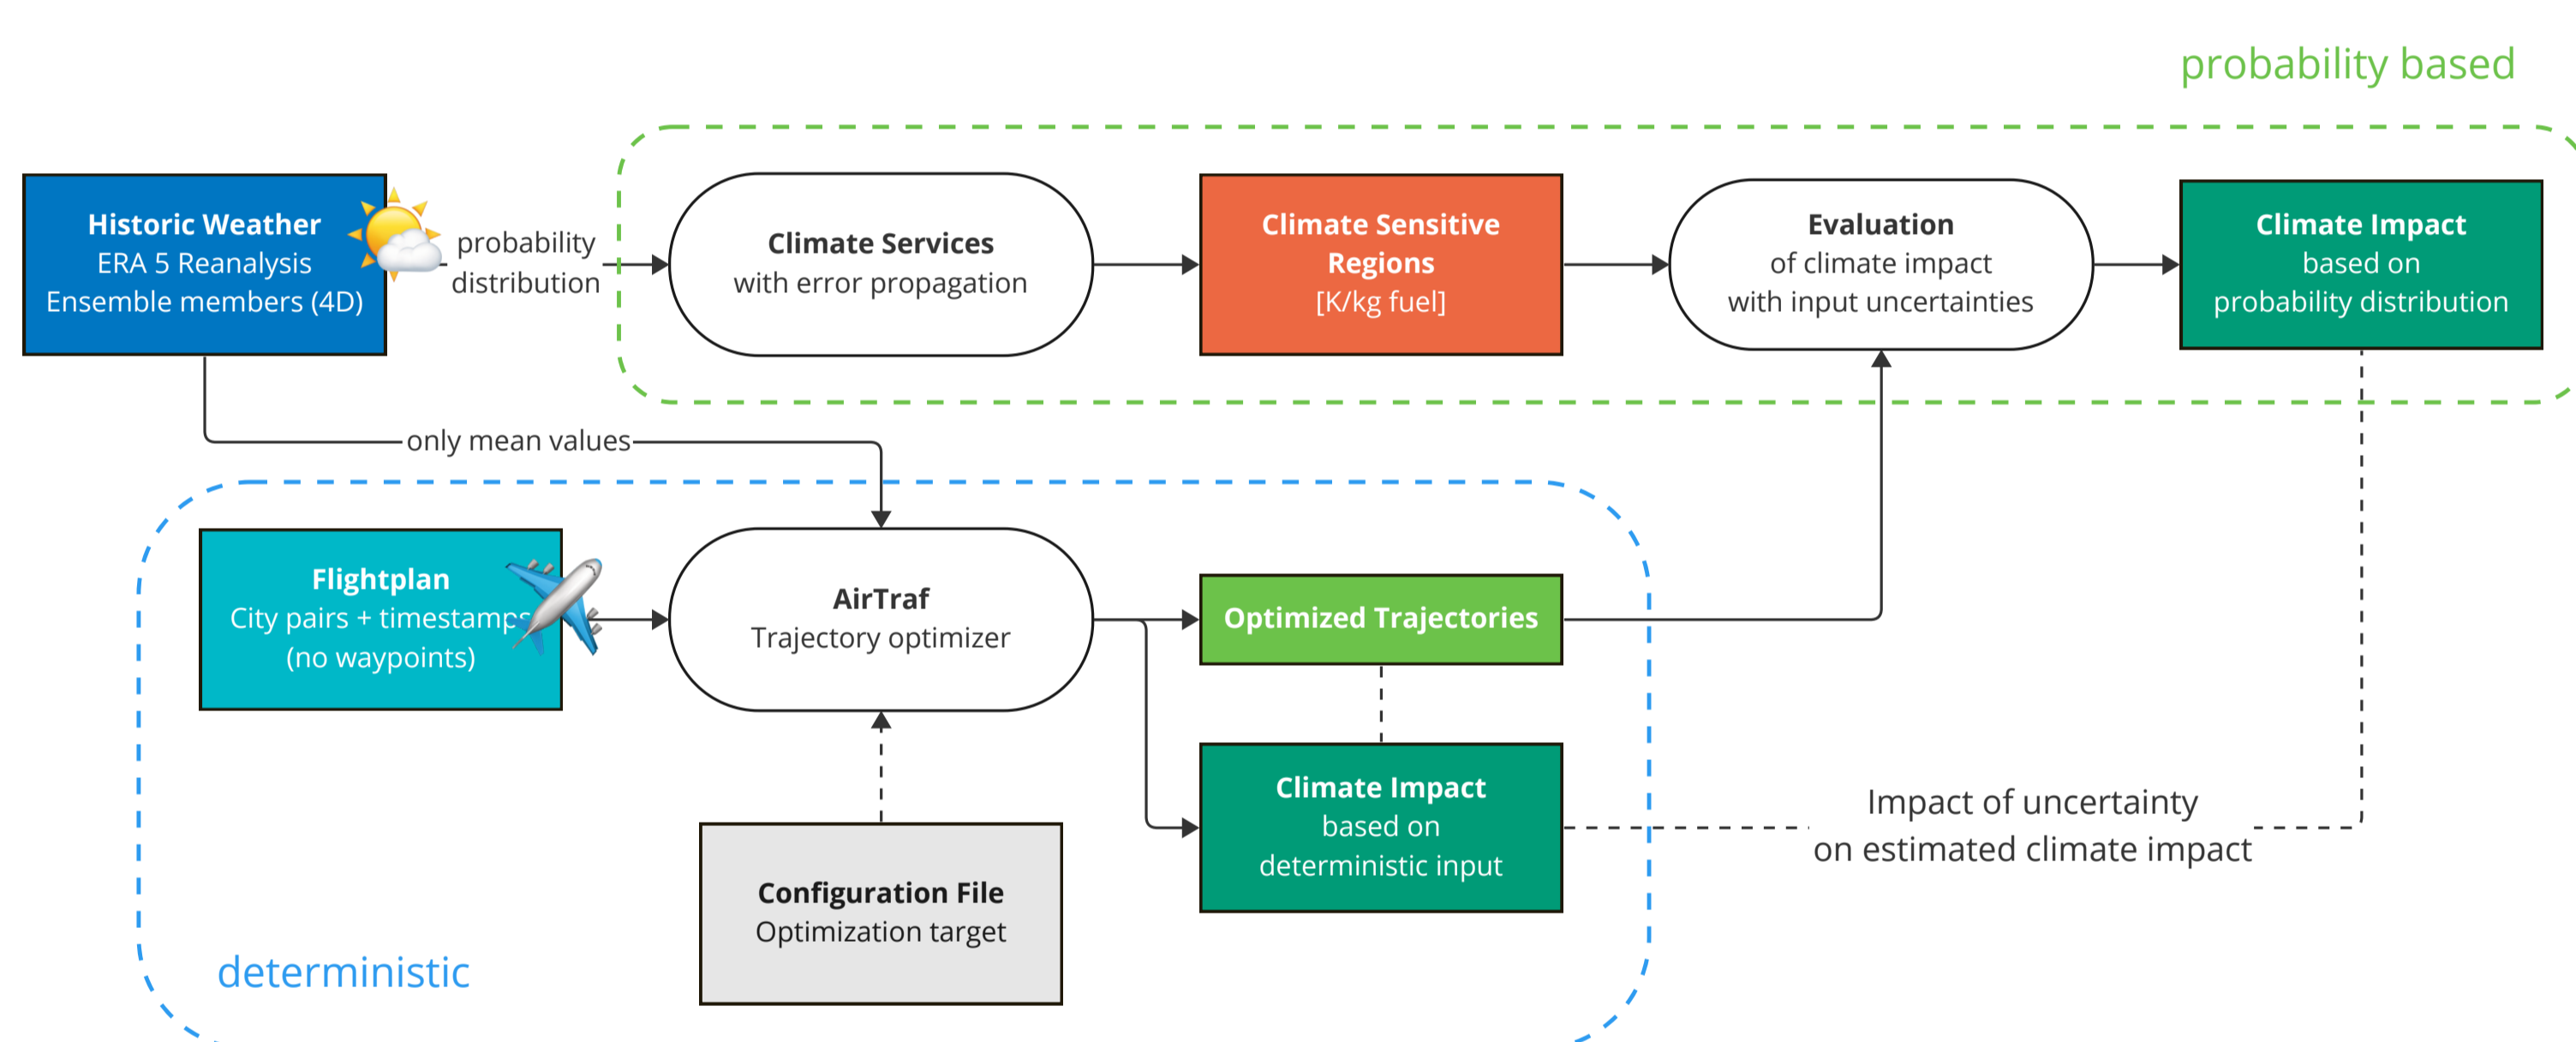 probability based
Historic Weather
ERA 5 Reanalysis
Ensemble members (4D)
probability
distribution
Climate Services
with error propagation
Climate Sensitive
Regions
[K/kg fuel]
Evaluation
of climate impact
with input uncertainties
Climate Impact
based on
probability distribution
only mean values
Flightplan
City pairs + timestamps
(no waypoints)
AirTraf
Trajectory optimizer
Optimized Trajectories
Climate Impact
based on
deterministic input
Impact of uncertainty
on estimated climate impact
Configuration File
Optimization target
deterministic